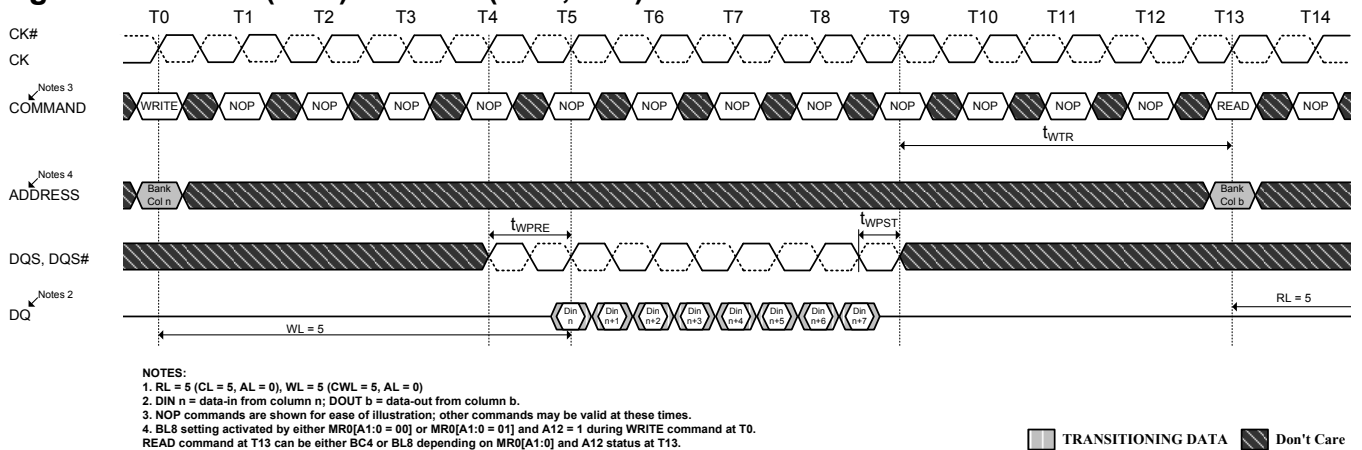 T0 T1 T2 T3 T4 T5 T6 T7 T8 T9 T10 T11 T12 T13 T14
CK#
CK
Notes 3
COMMAND
WRITE NOP NOP NOP NOP NOP NOP NOP NOP NOP NOP NOP NOP READ NOP
tWTR
Notes 4
ADDRESS
Bank Col n
Bank Col b
tWPRE
tWPST
DQS, DQS#
Notes 2
DQ
Din n
Din n+1
Din n+2
Din n+3
Din n+4
Din n+5
Din n+6
Din n+7
WL = 5
RL = 5
NOTES:
1. RL = 5 (CL = 5, AL = 0), WL = 5 (CWL = 5, AL = 0)
2. DIN n = data-in from column n; DOUT b = data-out from column b.
3. NOP commands are shown for ease of illustration; other commands may be valid at these times.
4. BL8 setting activated by either MR0[A1:0 = 00] or MR0[A1:0 = 01] and A12 = 1 during WRITE command at T0.
READ command at T13 can be either BC4 or BL8 depending on MR0[A1:0] and A12 status at T13.
TRANSITIONING DATA
Don't Care